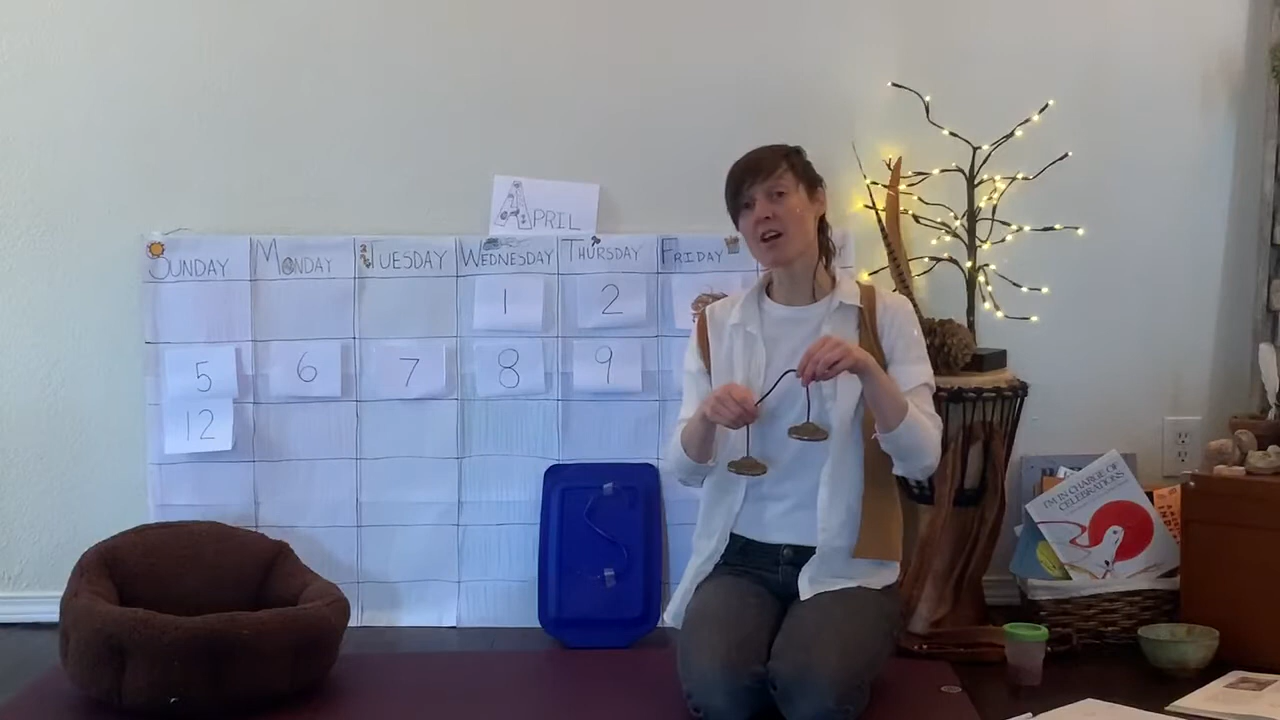 APRIL
SUNDAY MONDAY TUESDAY WEDNESDAY THURSDAY FRIDAY
1 2
5 6 7 8 9
12
I'M IN CHARGE OF
CELEBRATIONS